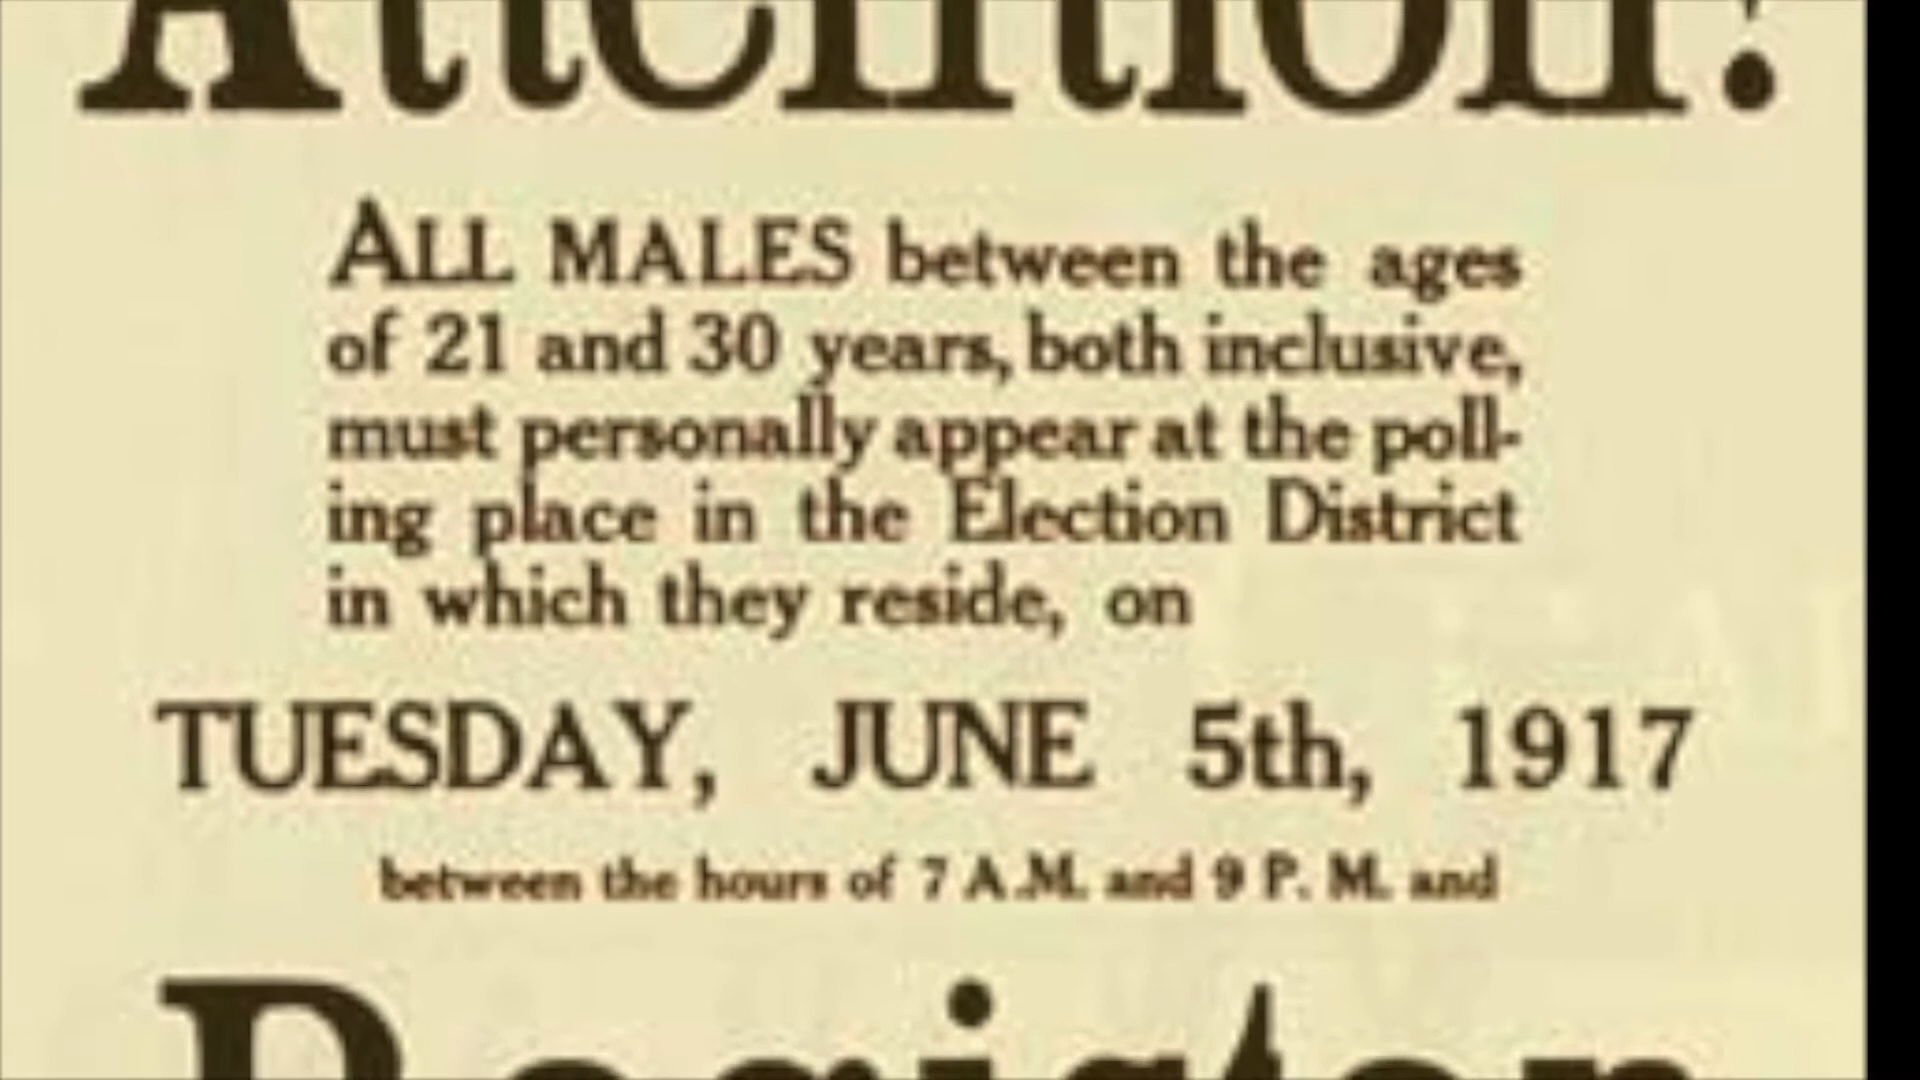 Attention!
ALL MALES between the ages
of 21 and 30 years, both inclusive,
must personally appear at the poll-
ing place in the Election District
in which they reside, on
TUESDAY, JUNE 5th, 1917
between the hours of 7 A.M. and 9 P. M. and
Register